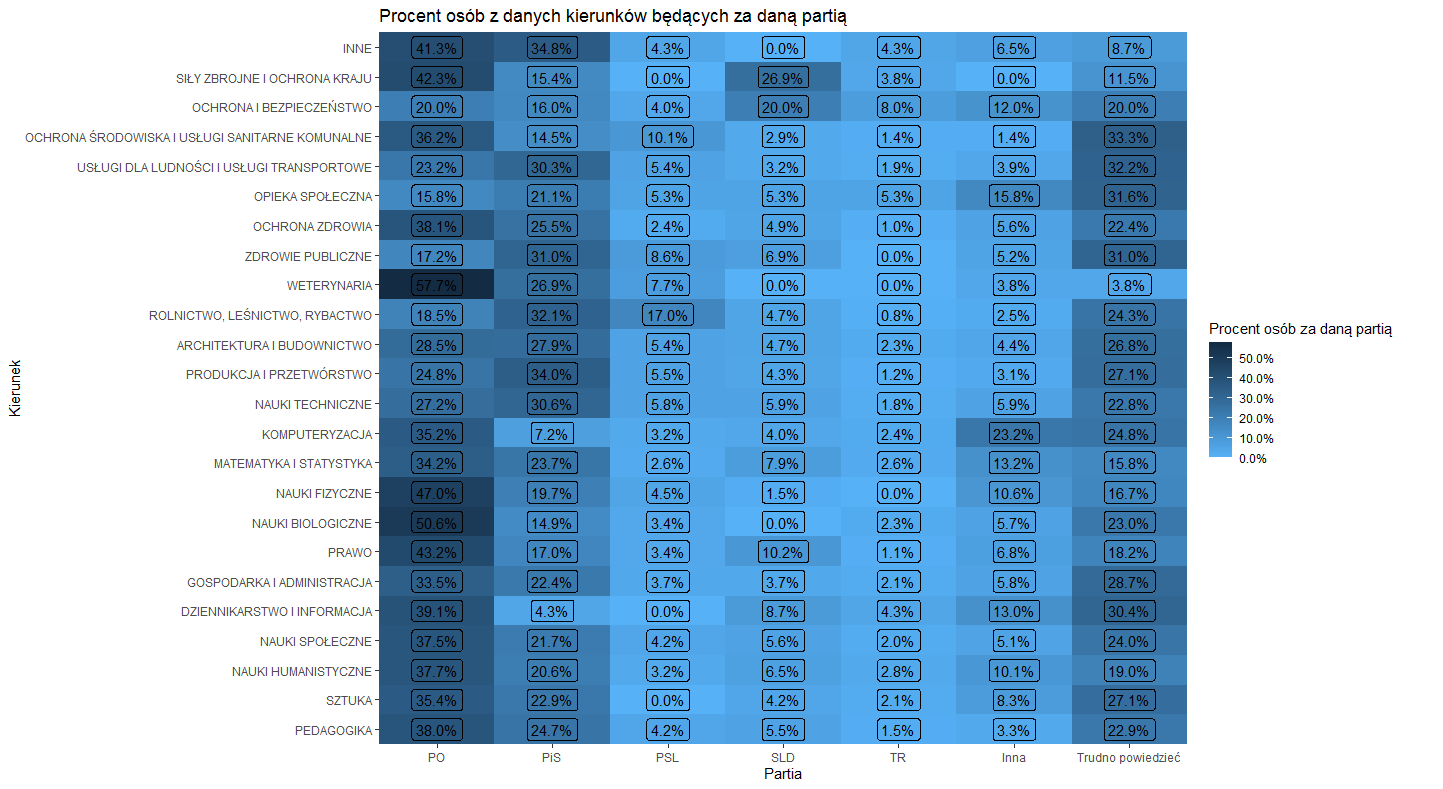 Procent osób z danych kierunków będących za daną partią
INNE 41.3% 34.8% 4.3% 0.0% 4.3% 6.5% 8.7%
SIŁY ZBROJNE I OCHRONA KRAJU 42.3% 15.4% 0.0% 26.9% 3.8% 0.0% 11.5%
OCHRONA I BEZPIECZEŃSTWO 20.0% 16.0% 4.0% 20.0% 8.0% 12.0% 20.0%
OCHRONA ŚRODOWISKA I USŁUGI SANITARNE KOMUNALNE 36.2% 14.5% 10.1% 2.9% 1.4% 1.4% 33.3%
USŁUGI DLA LUDNOŚCI I USŁUGI TRANSPORTOWE 23.2% 30.3% 5.4% 3.2% 1.9% 3.9% 32.2%
OPIEKA SPOŁECZNA 15.8% 21.1% 5.3% 5.3% 5.3% 15.8% 31.6%
OCHRONA ZDROWIA 38.1% 25.5% 2.4% 4.9% 1.0% 5.6% 22.4%
ZDROWIE PUBLICZNE 17.2% 31.0% 8.6% 6.9% 0.0% 5.2% 31.0%
WETERYNARIA 57.7% 26.9% 7.7% 0.0% 0.0% 3.8% 3.8%
ROLNICTWO, LEŚNICTWO, RYBACTWO 18.5% 32.1% 17.0% 4.7% 0.8% 2.5% 24.3%
ARCHITEKTURA I BUDOWNICTWO 28.5% 27.9% 5.4% 4.7% 2.3% 4.4% 26.8%
PRODUKCJA I PRZETWÓRSTWO 24.8% 34.0% 5.5% 4.3% 1.2% 3.1% 27.1%
NAUKI TECHNICZNE 27.2% 30.6% 5.8% 5.9% 1.8% 5.9% 22.8%
KOMPUTERYZACJA 35.2% 7.2% 3.2% 4.0% 2.4% 23.2% 24.8%
MATEMATYKA I STATYSTYKA 34.2% 23.7% 2.6% 7.9% 2.6% 13.2% 15.8%
NAUKI FIZYCZNE 47.0% 19.7% 4.5% 1.5% 0.0% 10.6% 16.7%
NAUKI BIOLOGICZNE 50.6% 14.9% 3.4% 0.0% 2.3% 5.7% 23.0%
PRAWO 43.2% 17.0% 3.4% 10.2% 1.1% 6.8% 18.2%
GOSPODARKA I ADMINISTRACJA 33.5% 22.4% 3.7% 3.7% 2.1% 5.8% 28.7%
DZIENNIKARSTWO I INFORMACJA 39.1% 4.3% 0.0% 8.7% 4.3% 13.0% 30.4%
NAUKI SPOŁECZNE 37.5% 21.7% 4.2% 5.6% 2.0% 5.1% 24.0%
NAUKI HUMANISTYCZNE 37.7% 20.6% 3.2% 6.5% 2.8% 10.1% 19.0%
SZTUKA 35.4% 22.9% 0.0% 4.2% 2.1% 8.3% 27.1%
PEDAGOGIKA 38.0% 24.7% 4.2% 5.5% 1.5% 3.3% 22.9%
PO PiS PSL SLD TR Inna Trudno powiedzieć
Partia
Kierunek
Procent osób za daną partią
50.0%
40.0%
30.0%
20.0%
10.0%
0.0%